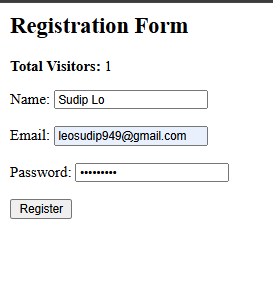 Registration Form
Total Visitors: 1
Name: Sudip Lo
Email: leosudip949@gmail.com
Password: •••••••••
Register